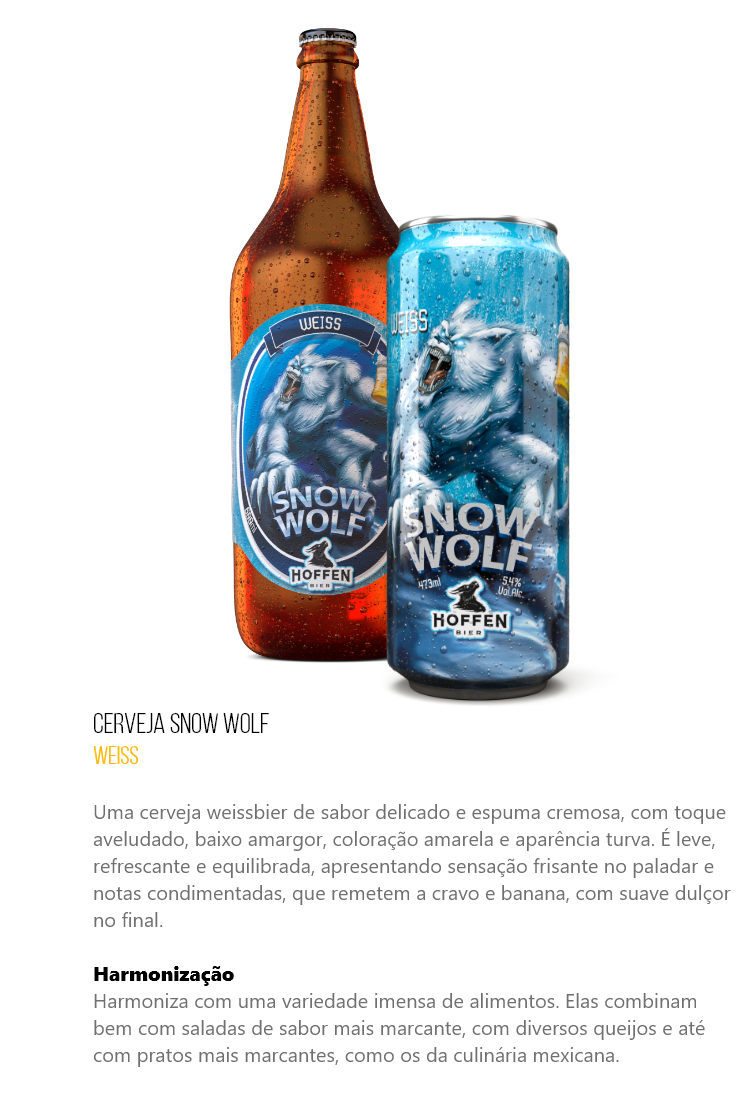 WEISS
SNOW
WOLF
HOFFEN
BIER
WEISS
SNOW
WOLF
473ml
5,4%
Vol.Alc.
HOFFEN
BIER
CERVEJA SNOW WOLF
WEISS
Uma cerveja weissbier de sabor delicado e espuma cremosa, com toque
aveludado, baixo amargor, coloração amarela e aparência turva. É leve,
refrescante e equilibrada, apresentando sensação frisante no paladar e
notas condimentadas, que remetem a cravo e banana, com suave dulçor
no final.
Harmonização
Harmoniza com uma variedade imensa de alimentos. Elas combinam
bem com saladas de sabor mais marcante, com diversos queijos e até
com pratos mais marcantes, como os da culinária mexicana.